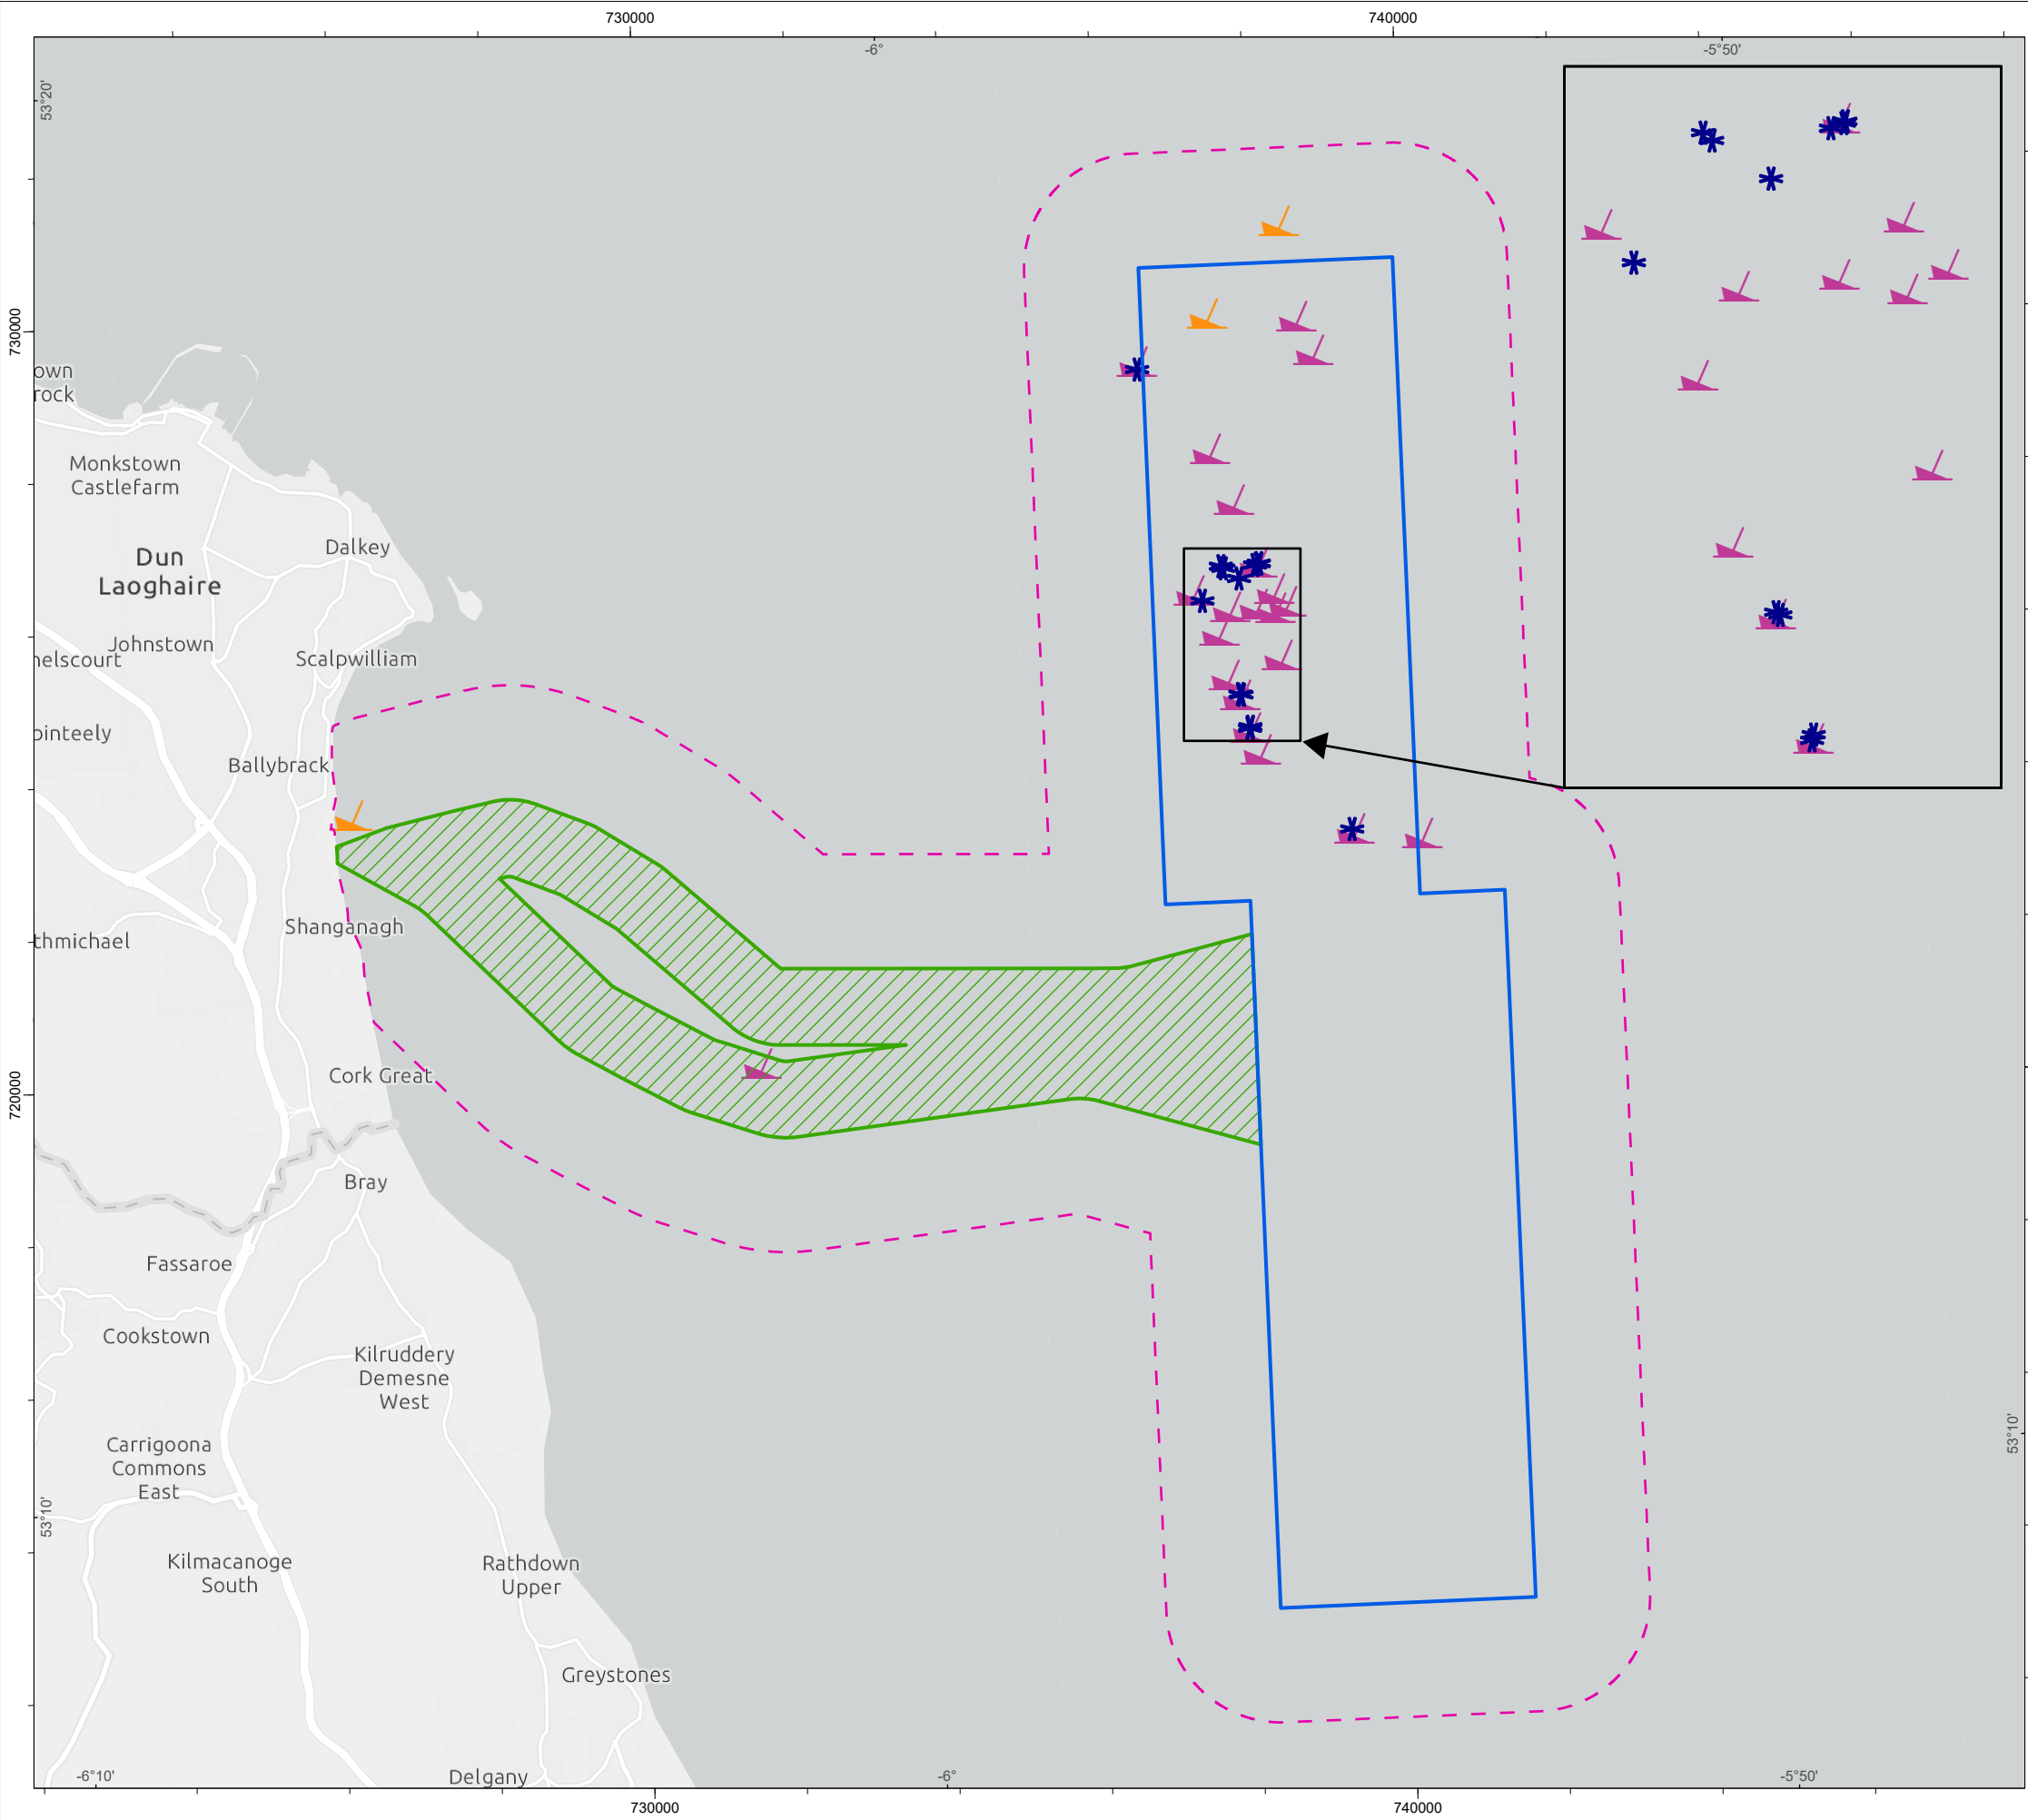 730000
740000
-6°
-5°50'
53°20'
730000
own
rock
Monkstown
Castlefarm
Dun
Laoghaire
Dalkey
Johnstown
nelscourt
Scalpwilliam
ointeely
Ballybrack
Shanganagh
thmichael
Cork Great
720000
Bray
Fassaroe
Cookstown
Kilruddery
Demesne
West
Carrigoona
Commons
East
53°10'
53°10'
Kilmacanoge
South
Rathdown
Upper
Greystones
Delgany
-6°10'
-6°
-5°50'
730000
740000